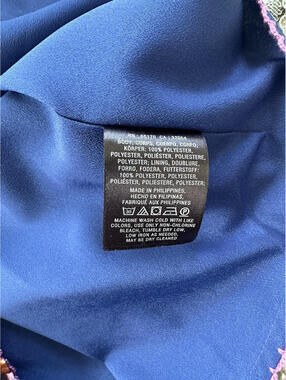 BODY, CORPS, CUERPO, CORPO,
KÖRPER: 100% POLYESTER,
POLYESTER, POLIÉSTER, POLIESTERE,
POLYESTER; LINING, DOUBLURE,
FORRO, FODERA, FUTTERSTOFF:
100% POLYESTER, POLYESTER,
POLIÉSTER, POLIESTERE, POLYESTER
MADE IN PHILIPPINES,
HECHO EN FILIPINAS,
FABRIQUÉ AUX PHILIPPINES
MACHINE WASH COLD WITH LIKE
COLORS, USE ONLY NON-CHLORINE
BLEACH, TUMBLE DRY LOW,
LOW IRON AS NEEDED,
MAY BE DRY CLEANED